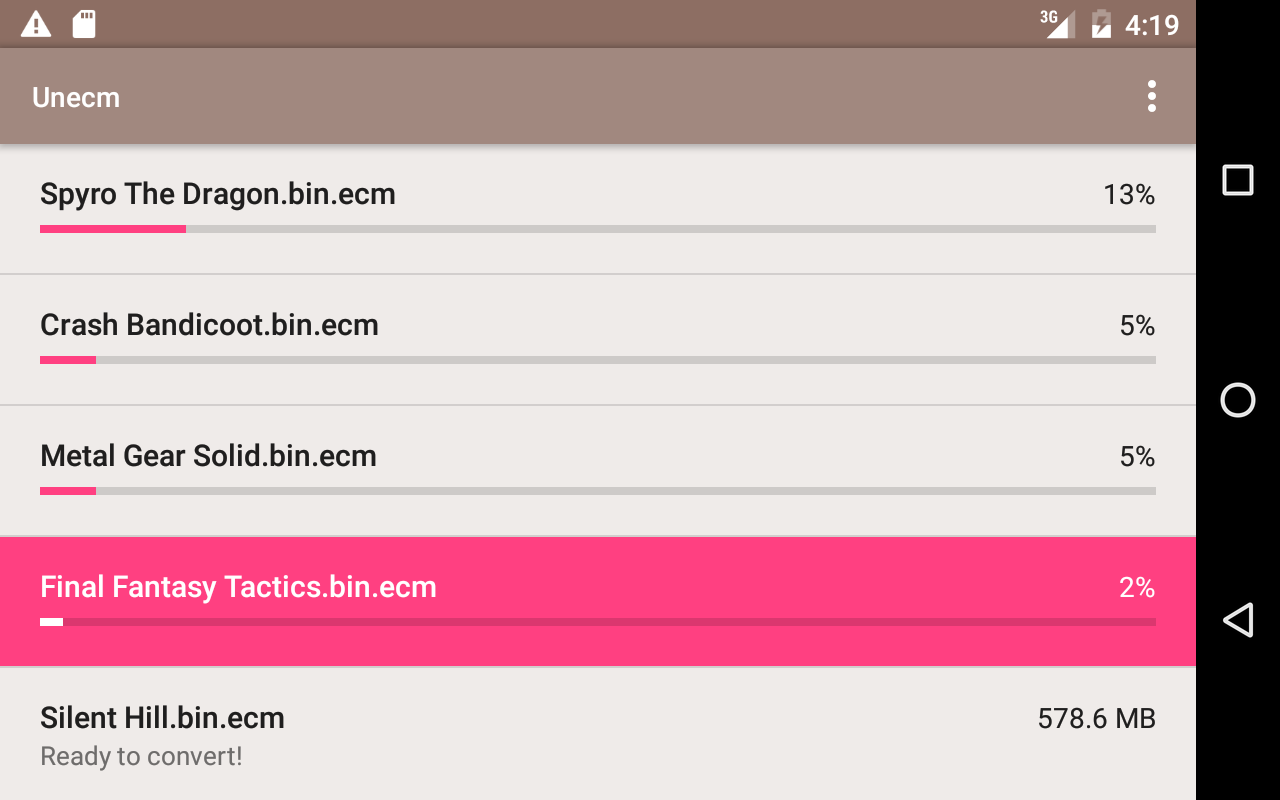 3G 4:19
Unecm
Spyro The Dragon.bin.ecm 13%
Crash Bandicoot.bin.ecm 5%
Metal Gear Solid.bin.ecm 5%
Final Fantasy Tactics.bin.ecm 2%
Silent Hill.bin.ecm 578.6 MB
Ready to convert!